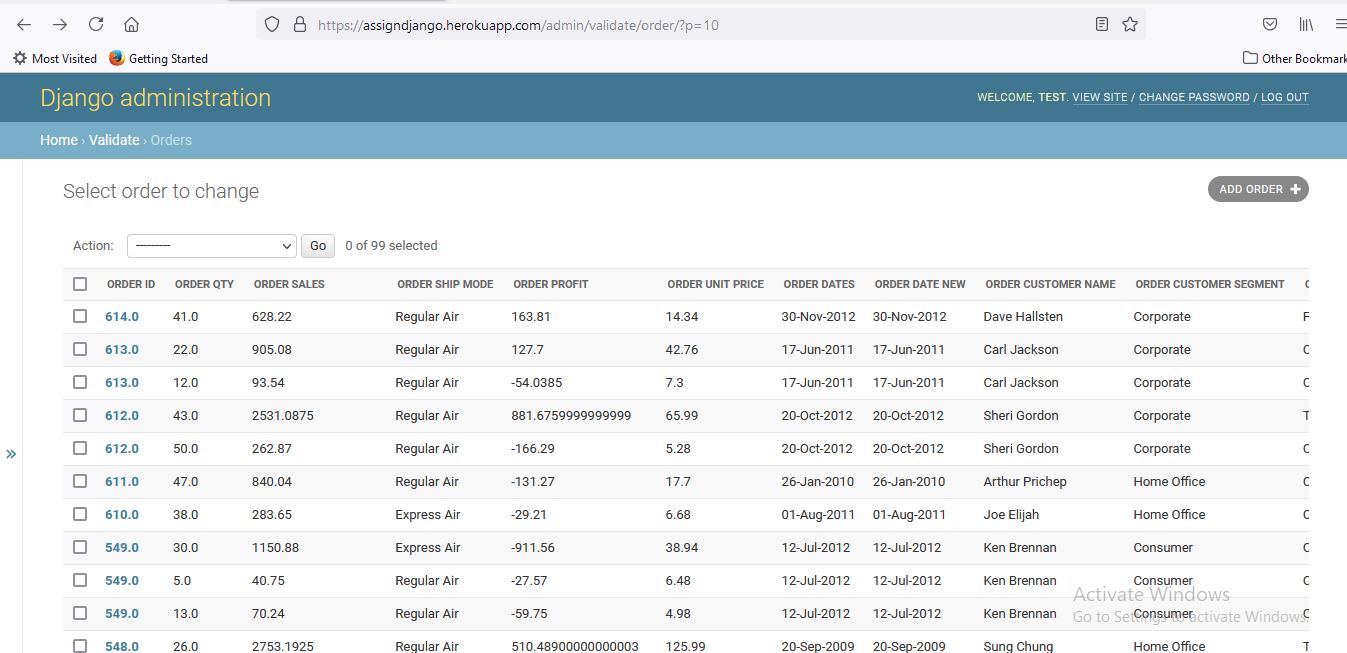 https://assigndjango.herokuapp.com/admin/validate/order/?p=10
Most Visited Getting Started Other Bookmark
Django administration WELCOME, TEST. VIEW SITE / CHANGE PASSWORD / LOG OUT
Home › Validate › Orders
Select order to change ADD ORDER +
Action: --------- Go 0 of 99 selected
ORDER ID ORDER QTY ORDER SALES ORDER SHIP MODE ORDER PROFIT ORDER UNIT PRICE ORDER DATES ORDER DATE NEW ORDER CUSTOMER NAME ORDER CUSTOMER SEGMENT
614.0 41.0 628.22 Regular Air 163.81 14.34 30-Nov-2012 30-Nov-2012 Dave Hallsten Corporate
613.0 22.0 905.08 Regular Air 127.7 42.76 17-Jun-2011 17-Jun-2011 Carl Jackson Corporate
613.0 12.0 93.54 Regular Air -54.0385 7.3 17-Jun-2011 17-Jun-2011 Carl Jackson Corporate
612.0 43.0 2531.0875 Regular Air 881.6759999999999 65.99 20-Oct-2012 20-Oct-2012 Sheri Gordon Corporate
612.0 50.0 262.87 Regular Air -166.29 5.28 20-Oct-2012 20-Oct-2012 Sheri Gordon Corporate
» 611.0 47.0 840.04 Regular Air -131.27 17.7 26-Jan-2010 26-Jan-2010 Arthur Prichep Home Office
610.0 38.0 283.65 Express Air -29.21 6.68 01-Aug-2011 01-Aug-2011 Joe Elijah Home Office
549.0 30.0 1150.88 Express Air -911.56 38.94 12-Jul-2012 12-Jul-2012 Ken Brennan Consumer
549.0 5.0 40.75 Regular Air -27.57 6.48 12-Jul-2012 12-Jul-2012 Ken Brennan Consumer
Activate Windows
549.0 13.0 70.24 Regular Air -59.75 4.98 12-Jul-2012 12-Jul-2012 Ken Brennan Consumer
Go to Settings to activate Windows.
548.0 26.0 2753.1925 Regular Air 510.48900000000003 125.99 20-Sep-2009 20-Sep-2009 Sung Chung Home Office